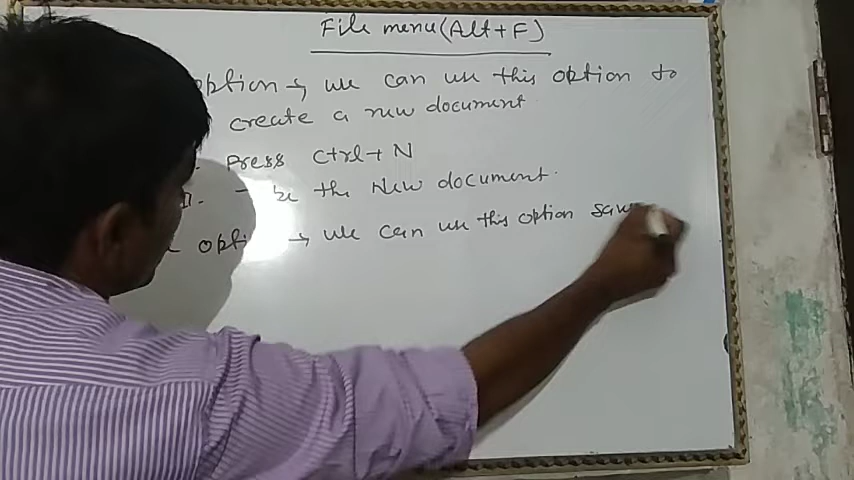 File menu (Alt+F)
option → we can use this option to
create a new document
Press Ctrl+N
the New document.
option → we can use this option